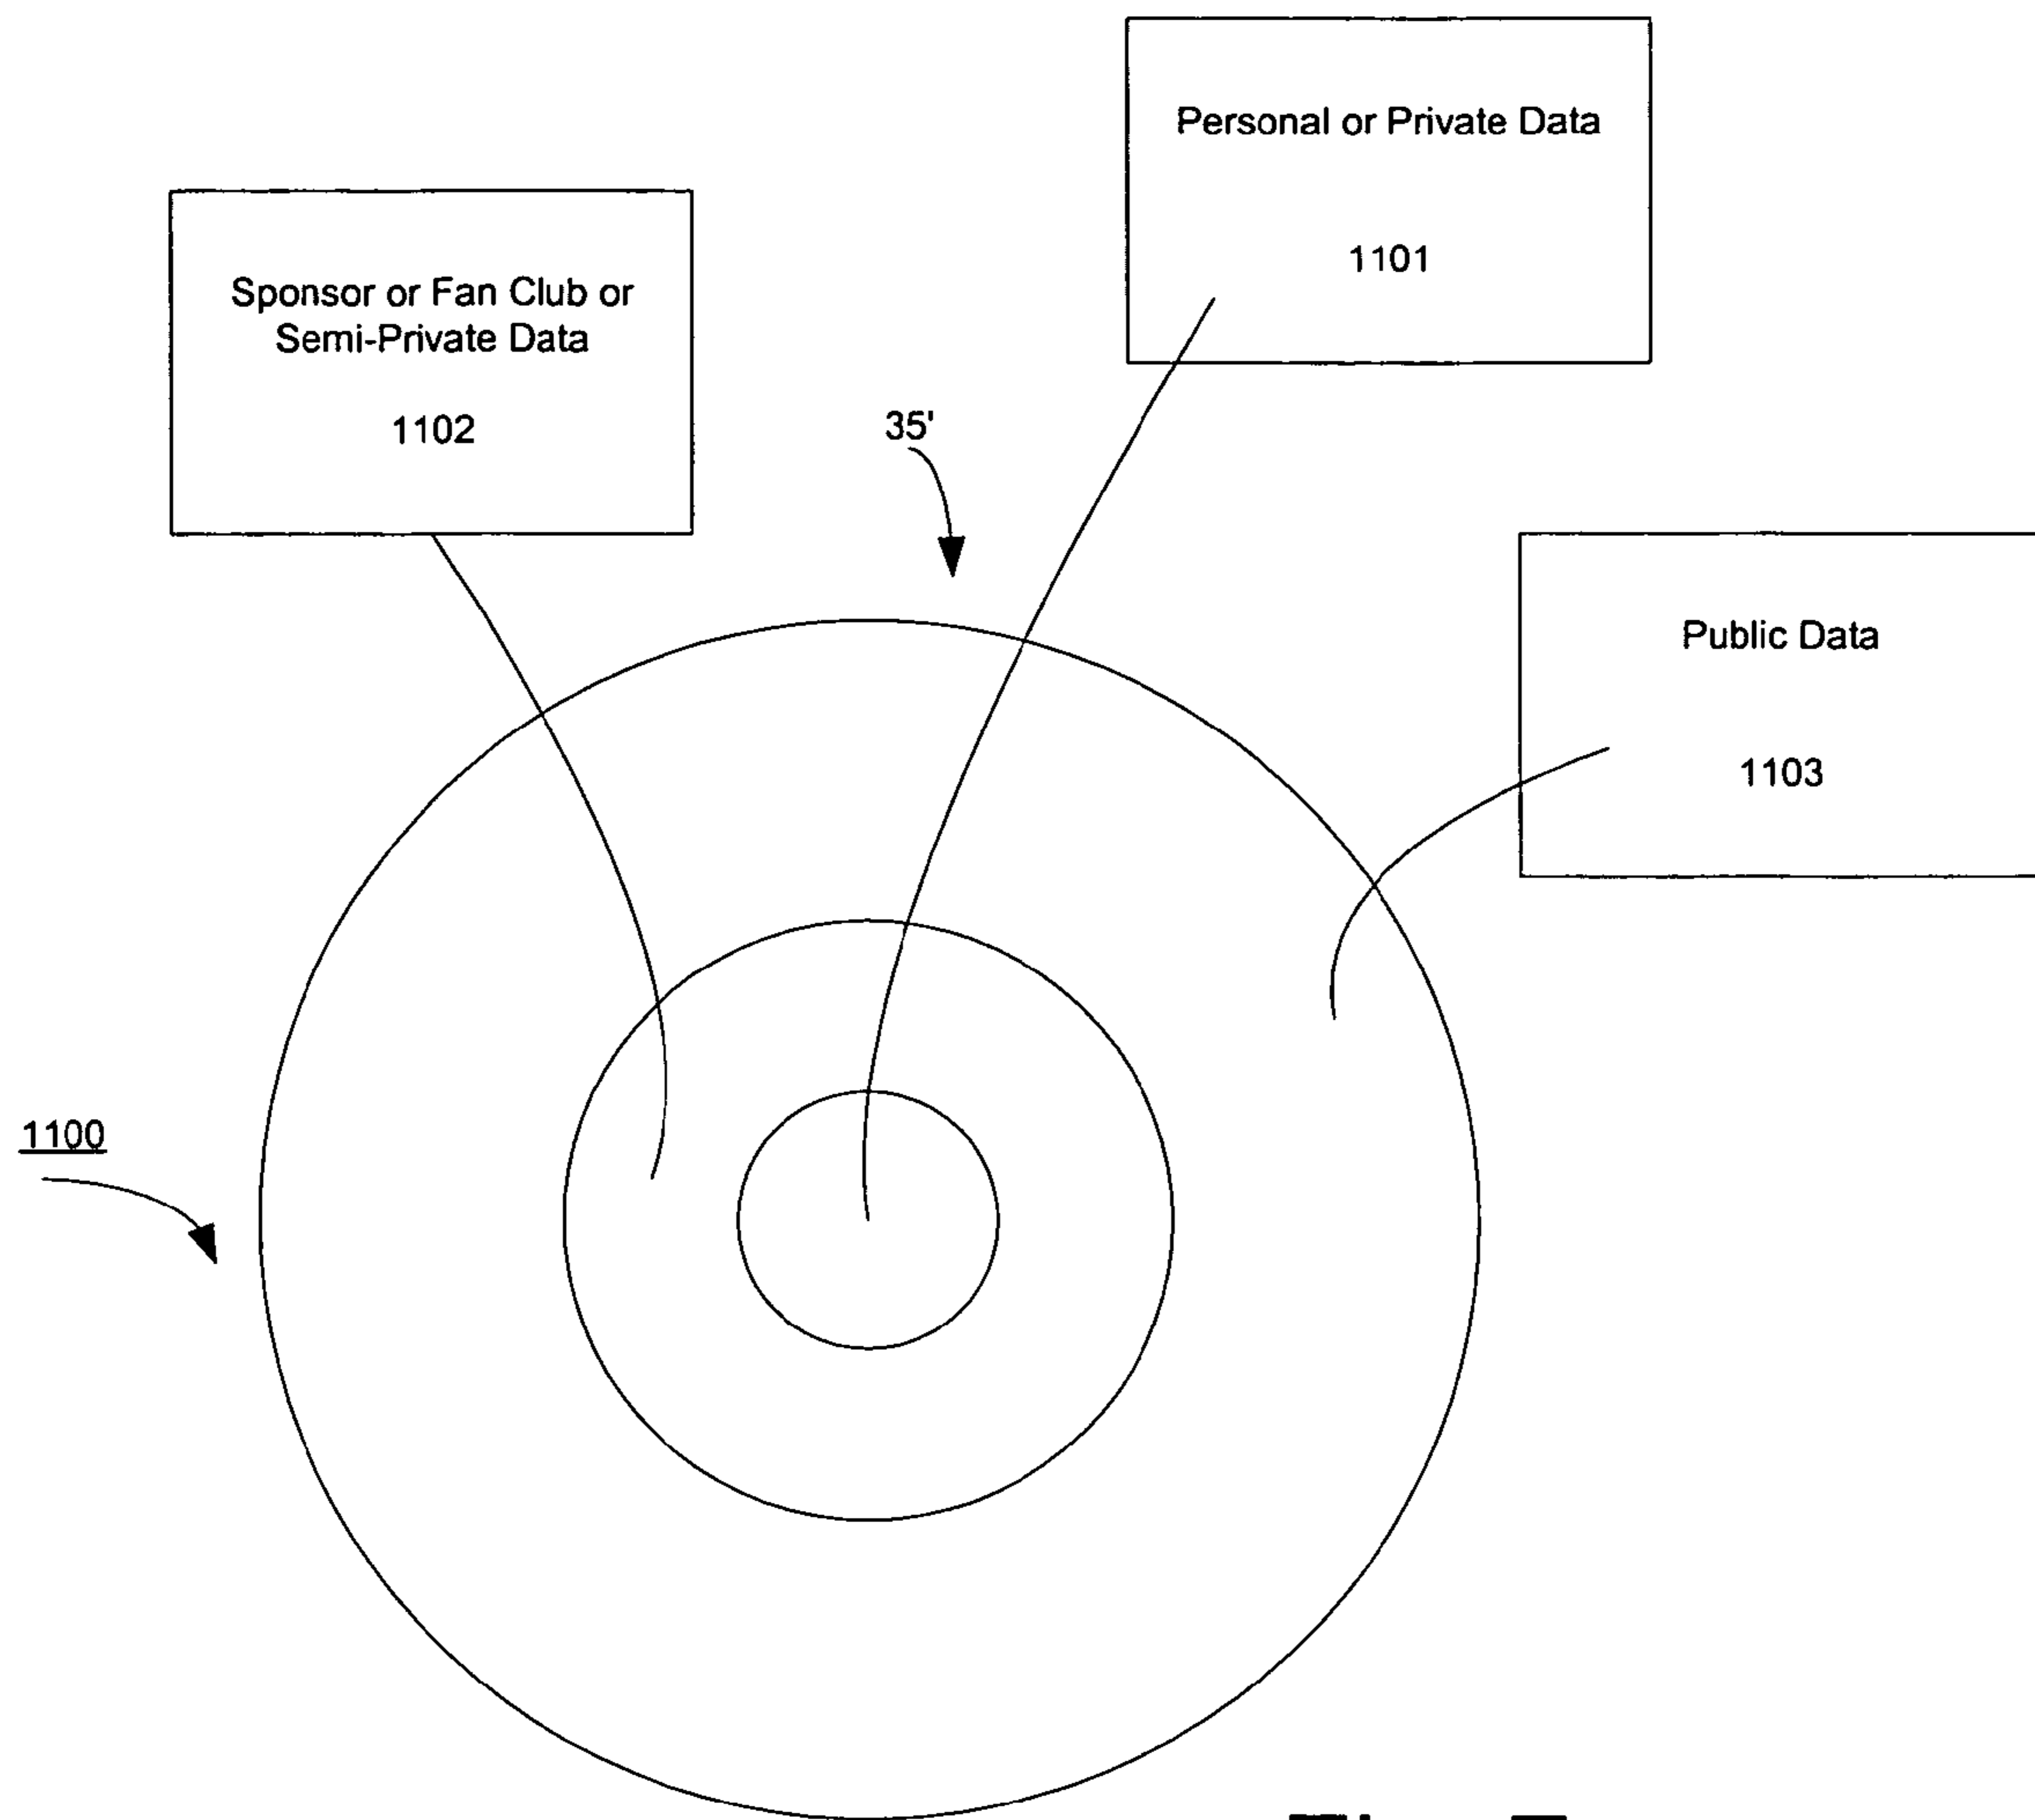 Personal or Private Data
1101
Sponsor or Fan Club or
Semi-Private Data
1102
35'
Public Data
1103
1100